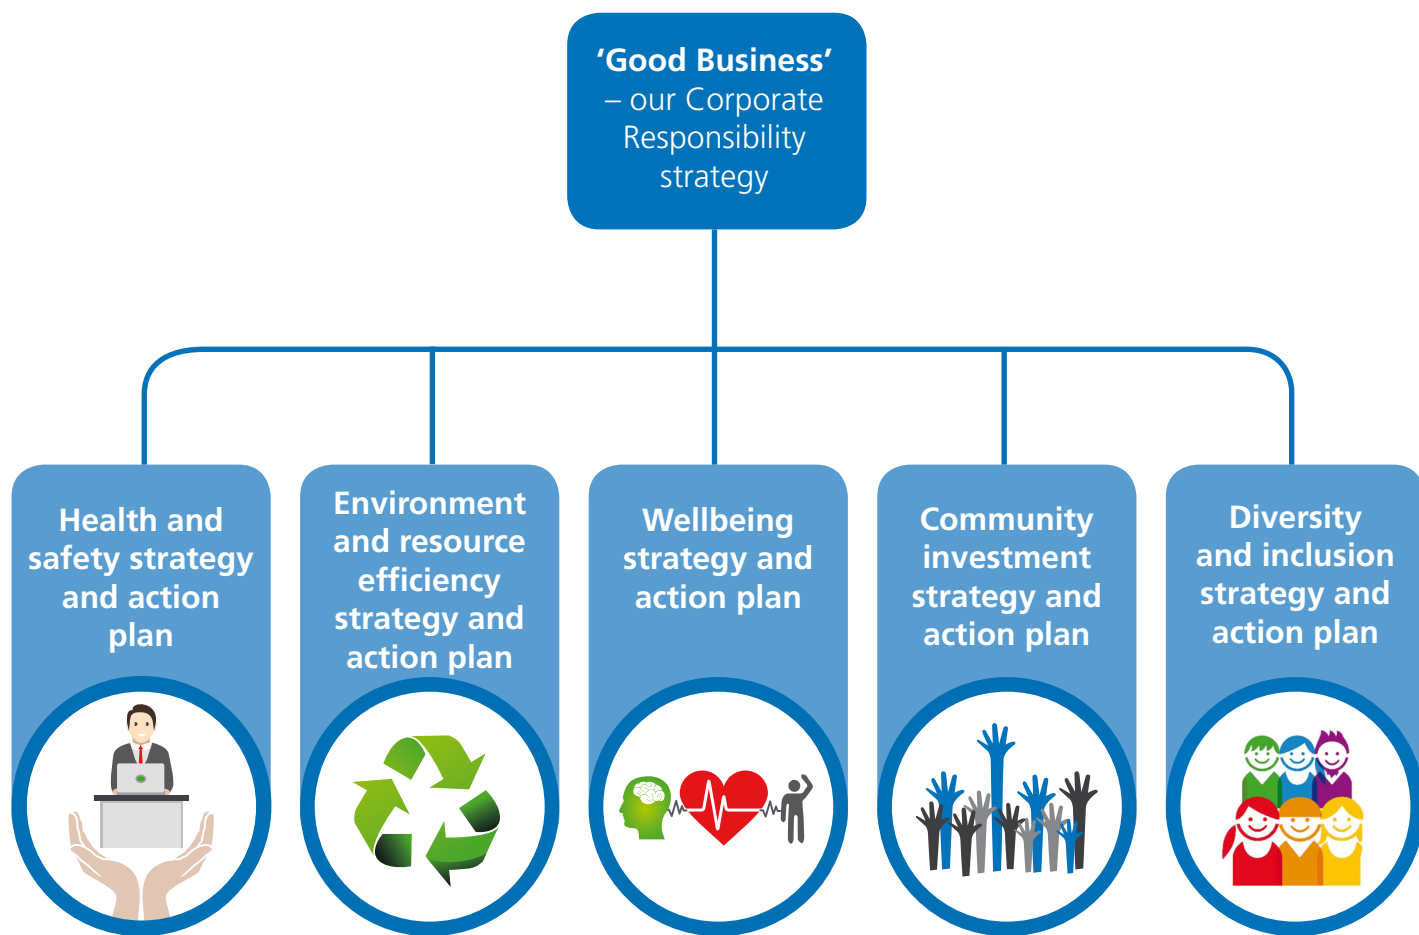 ‘Good Business’
– our Corporate
Responsibility
strategy
Health and
safety strategy
and action
plan
Environment
and resource
efficiency
strategy and
action plan
Wellbeing
strategy and
action plan
Community
investment
strategy and
action plan
Diversity
and inclusion
strategy and
action plan